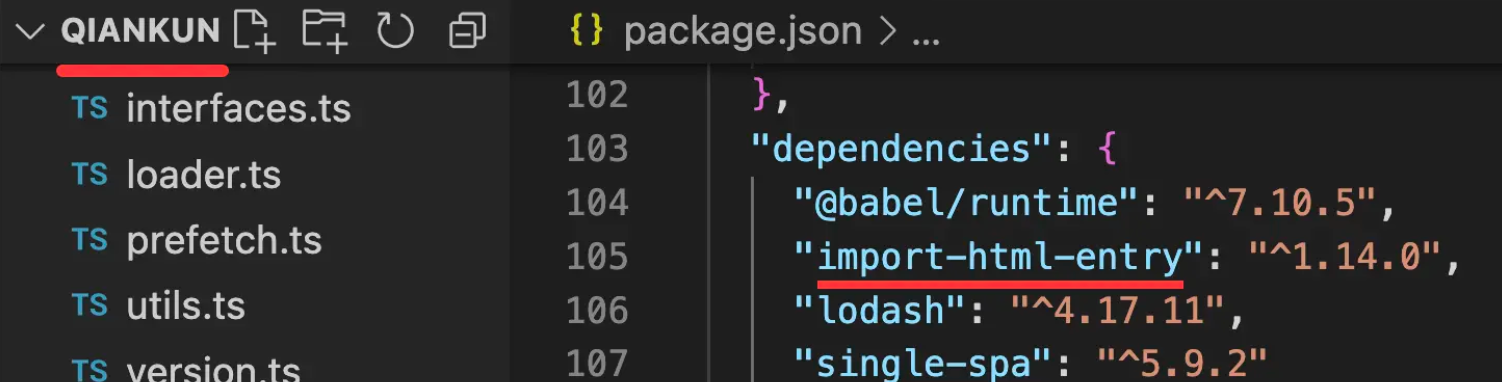 QIANKUN
TS interfaces.ts
TS loader.ts
TS prefetch.ts
TS utils.ts
TS version.ts
{} package.json > ...
102 },
103 "dependencies": {
104 "@babel/runtime": "^7.10.5",
105 "import-html-entry": "^1.14.0",
106 "lodash": "^4.17.11",
107 "single-spa": "^5.9.2"